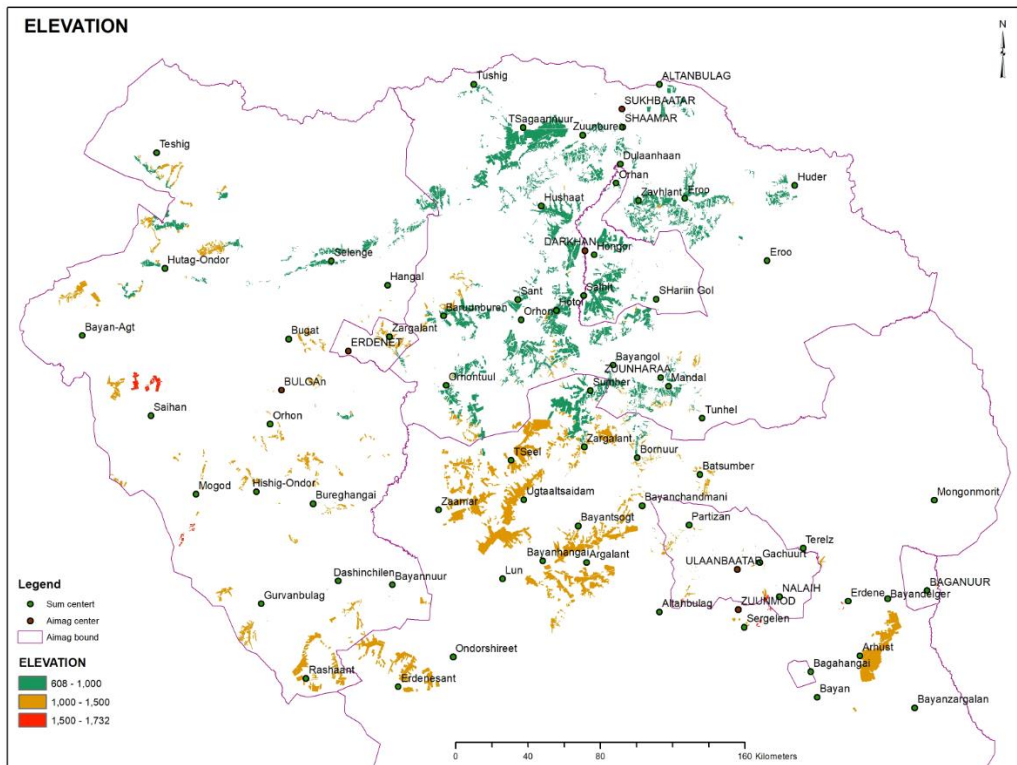 ELEVATION
N
Tushig
ALTANBULAG
SUKHBAATAR
TSagaannuur
SHAAMAR
Zuunburen
Teshig
Dulaanhaan
Orhan
Huder
Zavhlant
Eroo
Hushaat
DARKHAN
Hongor
Selenge
Eroo
Hutag-Ondor
Hangal
Sant
Saihit
SHariin Gol
Baruunburen
Hotol
Orhon
Bayan-Agt
Bugat
Zargalant
ERDENET
Bayangol
ZUUNHARAA
BULGAn
Ornontuul
Sumber
Mandal
Saihan
Tunhel
Orhon
Zargalant
Bornuur
TSeel
Batsumber
Mogod
Hishig-Ondor
Bureghangai
Ugtaaltsaidam
Mongonmorit
Zaamar
Bayanchandmani
Bayantsogt
Partizan
Terelz
Bayanhangai
Argalant
ULAANBAATAR
Gachuurt
Legend
Dashinchilen
Bayannuur
Lun
BAGANUUR
Sum centert
Gurvanbulag
NALAIH
Erdene
Bayandelger
Aimag center
Altanbulag
ZUUNMOD
Aimag bound
Sergelen
ELEVATION
Ondorshireet
Arhust
608 - 1,000
Rashaant
Erdenesant
Bagahangai
1,000 - 1,500
Bayan
Bayanzargalan
1,500 - 1,732
0 40 80 160 Kilometers